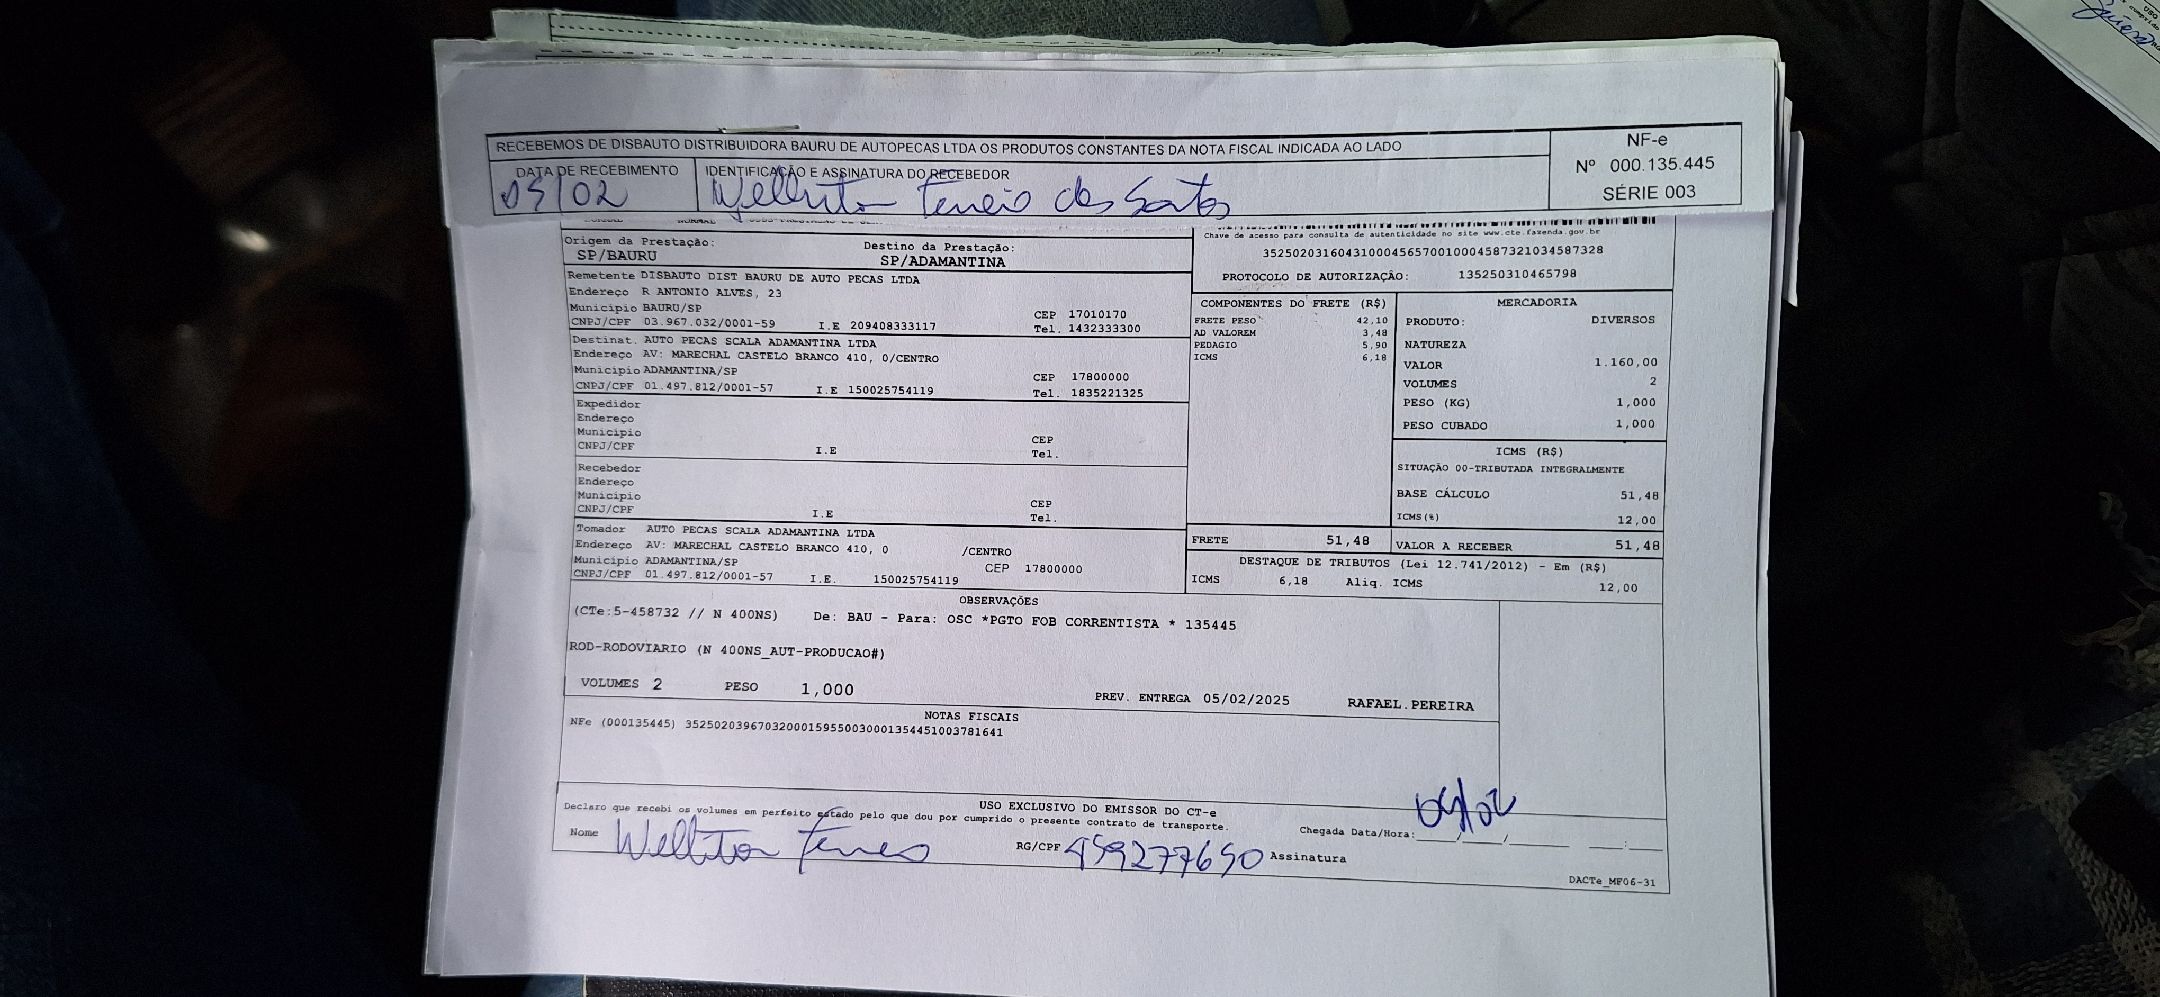 RECEBEMOS DE DISBAUTO DISTRIBUIDORA BAURU DE AUTOPECAS LTDA OS PRODUTOS CONSTANTES DA NOTA FISCAL INDICADA AO LADO
NF-e
Nº 000.135.445
SÉRIE 003
DATA DE RECEBIMENTO
05/02
IDENTIFICAÇÃO E ASSINATURA DO RECEBEDOR
dos Santos
Origem da Prestação:
SP/BAURU
Destino da Prestação:
SP/ADAMANTINA
Chave de acesso para consulta de autenticidade no site www.cte.fazenda.gov.br
35250203160431000456570010004587321034587328
PROTOCOLO DE AUTORIZAÇÃO: 135250310465798
Remetente DISBAUTO DIST BAURU DE AUTO PECAS LTDA
Endereço R ANTONIO ALVES, 23
Municipio BAURU/SP CEP 17010170
CNPJ/CPF 03.967.032/0001-59 I.E 209408333117 Tel. 1432333300
Destinat. AUTO PECAS SCALA ADAMANTINA LTDA
Endereço AV: MARECHAL CASTELO BRANCO 410, 0/CENTRO
Municipio ADAMANTINA/SP CEP 17800000
CNPJ/CPF 01.497.812/0001-57 I.E 150025754119 Tel. 1835221325
Expedidor
Endereço
Municipio CEP
CNPJ/CPF I.E Tel.
Recebedor
Endereço
Municipio CEP
CNPJ/CPF I.E Tel.
Tomador AUTO PECAS SCALA ADAMANTINA LTDA
Endereço AV: MARECHAL CASTELO BRANCO 410, 0 /CENTRO
Municipio ADAMANTINA/SP CEP 17800000
CNPJ/CPF 01.497.812/0001-57 I.E. 150025754119
COMPONENTES DO FRETE (R$)
FRETE PESO 42,10
AD VALOREM 3,48
PEDAGIO 5,90
ICMS 6,18
MERCADORIA
PRODUTO: DIVERSOS
NATUREZA
VALOR 1.160,00
VOLUMES 2
PESO (KG) 1,000
PESO CUBADO 1,000
ICMS (R$)
SITUAÇÃO 00-TRIBUTADA INTEGRALMENTE
BASE CÁLCULO 51,48
ICMS(%) 12,00
FRETE 51,48
VALOR A RECEBER 51,48
DESTAQUE DE TRIBUTOS (Lei 12.741/2012) - Em (R$)
ICMS 6,18 Aliq. ICMS 12,00
OBSERVAÇÕES
(CTe:5-458732 // N 400NS) De: BAU - Para: OSC *PGTO FOB CORRENTISTA * 135445
ROD-RODOVIARIO (N 400NS_AUT-PRODUCAO#)
VOLUMES 2 PESO 1,000 PREV. ENTREGA 05/02/2025 RAFAEL.PEREIRA
NOTAS FISCAIS
NFe (000135445) 35250203967032000159550030001354451003781641
USO EXCLUSIVO DO EMISSOR DO CT-e
Declaro que recebi os volumes em perfeito estado pelo que dou por cumprido o presente contrato de transporte.
Nome Welliton RG/CPF 459277650 Assinatura
Chegada Data/Hora: 05/02
DACTe_MF06-31